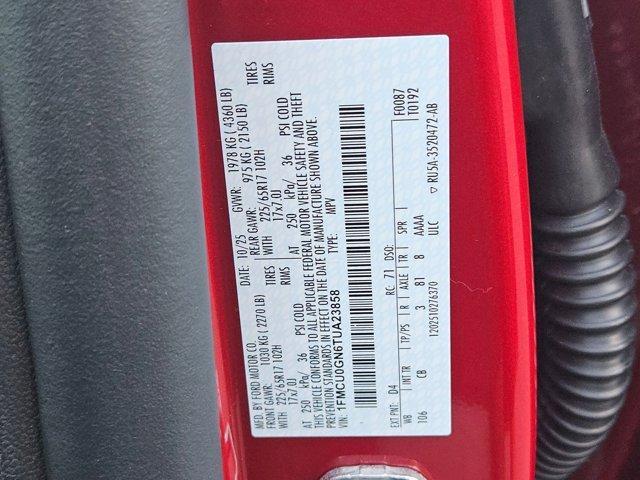 MFD. BY FORD MOTOR CO.
DATE: 10/25 GVWR: 1978 KG ( 4360 LB)
FRONT GAWR: 1030 KG ( 2270 LB) REAR GAWR: 975 KG ( 2150 LB)
WITH 225/65R17 102H TIRES WITH 225/65R17 102H TIRES
17x7.0J RIMS 17x7.0J RIMS
AT 250 kPa/ 36 PSI COLD AT 250 kPa/ 36 PSI COLD
THIS VEHICLE CONFORMS TO ALL APPLICABLE FEDERAL MOTOR VEHICLE SAFETY AND THEFT
PREVENTION STANDARDS IN EFFECT ON THE DATE OF MANUFACTURE SHOWN ABOVE.
VIN: 1FMCU0GN6TUA23858 TYPE: MPV
F0087
T0192
EXT PNT: D4 RC: 71 DSO:
WB INT TR TP/PS R AXLE TR SPR
106 CB 3 81 8 AAAA
ULC
1202510276370
RU5A-3520472-AB